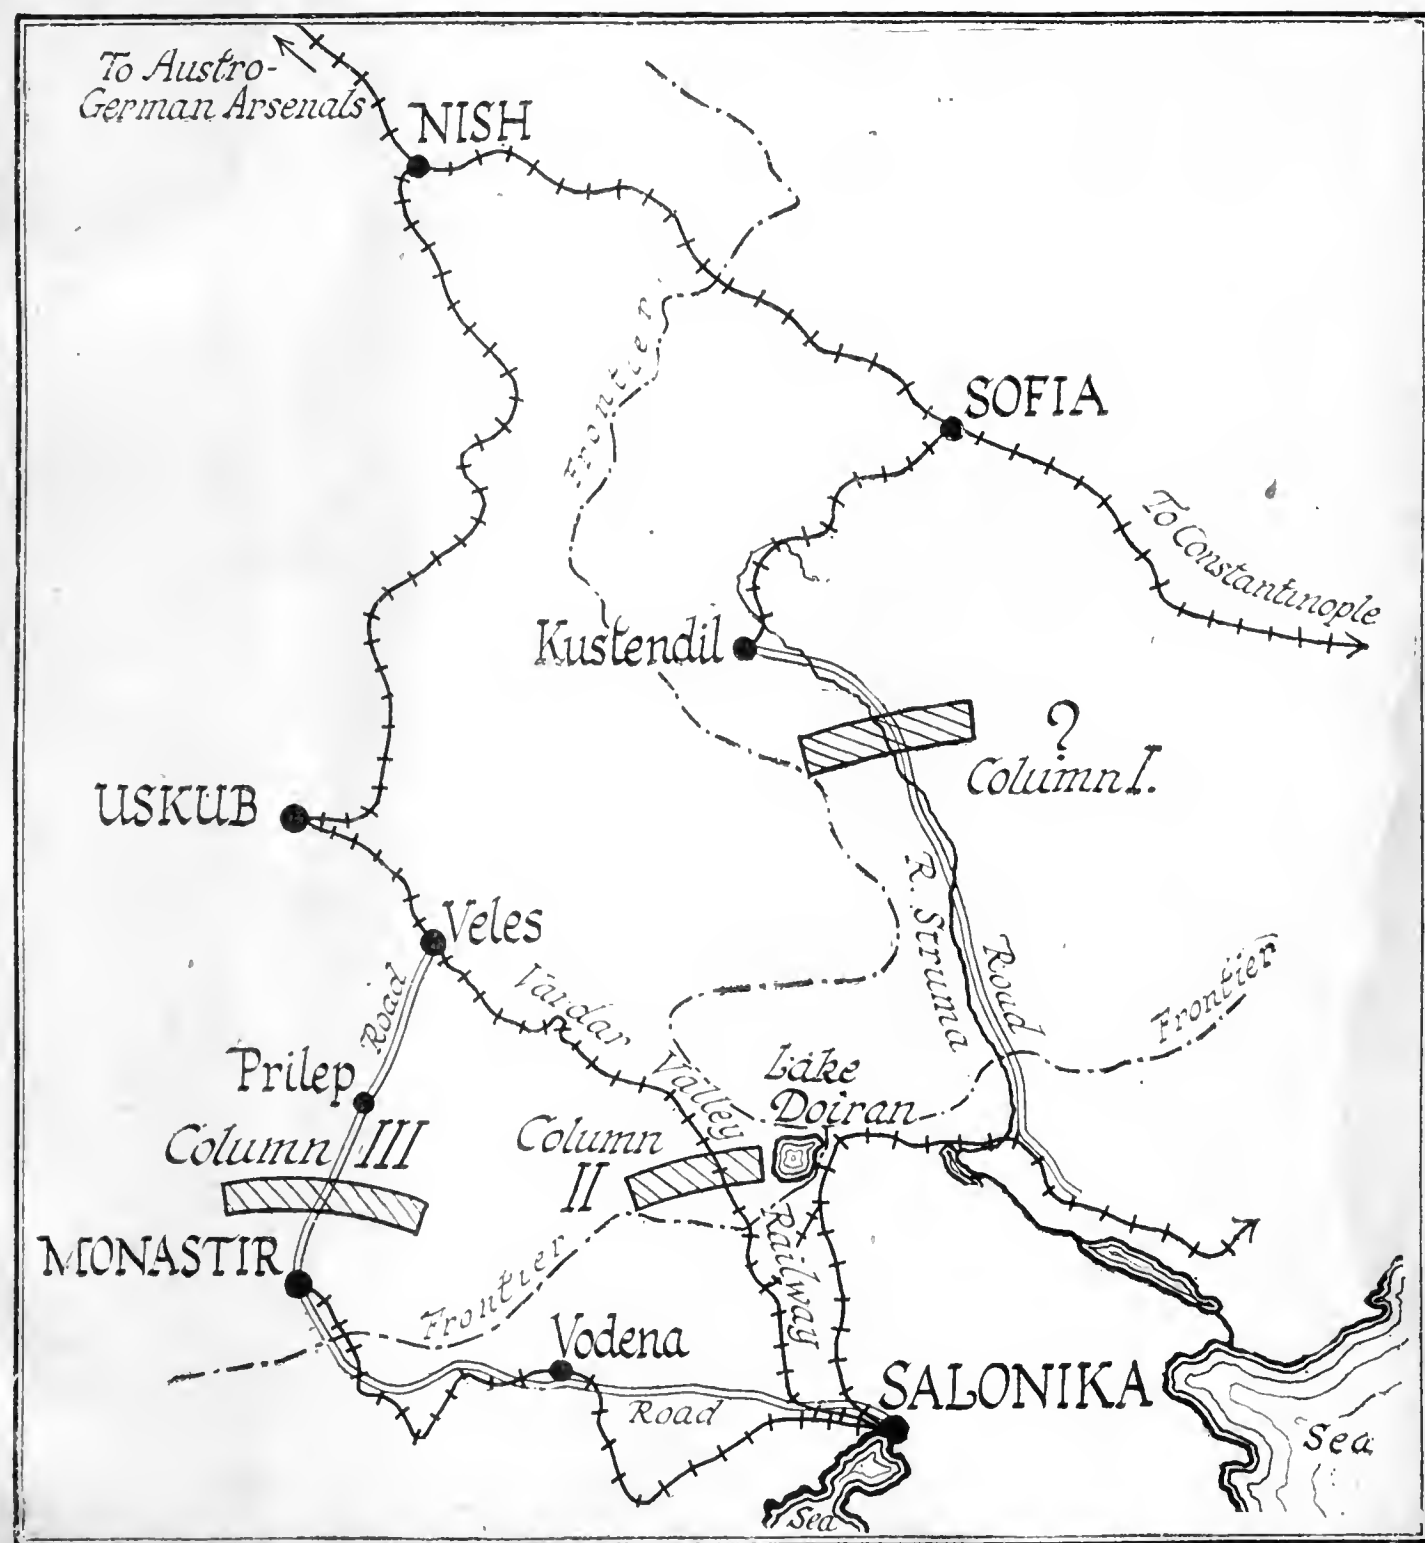 To Austro-
German Arsenals
NISH
Frontier
SOFIA
To Constantinople
Kustendil
?
Column I.
USKUB
R. Struma
Veles
Road
Vardar Valley
Road
Frontier
Prilep
Lake
Doiran
Column III
Column
II
MONASTIR
Railway
Frontier
Vodena
SALONIKA
Road
Sea
Sea